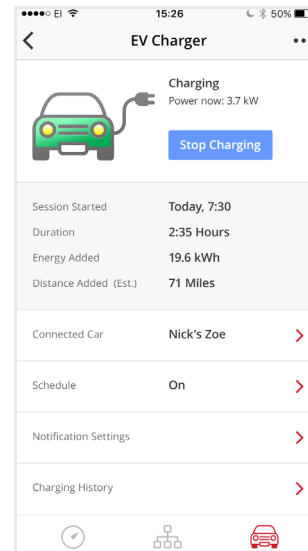 EI 15:26 50%
EV Charger
Charging
Power now: 3.7 kW
Stop Charging
Session Started Today, 7:30
Duration 2:35 Hours
Energy Added 19.6 kWh
Distance Added (Est.) 71 Miles
Connected Car Nick's Zoe
Schedule On
Notification Settings
Charging History